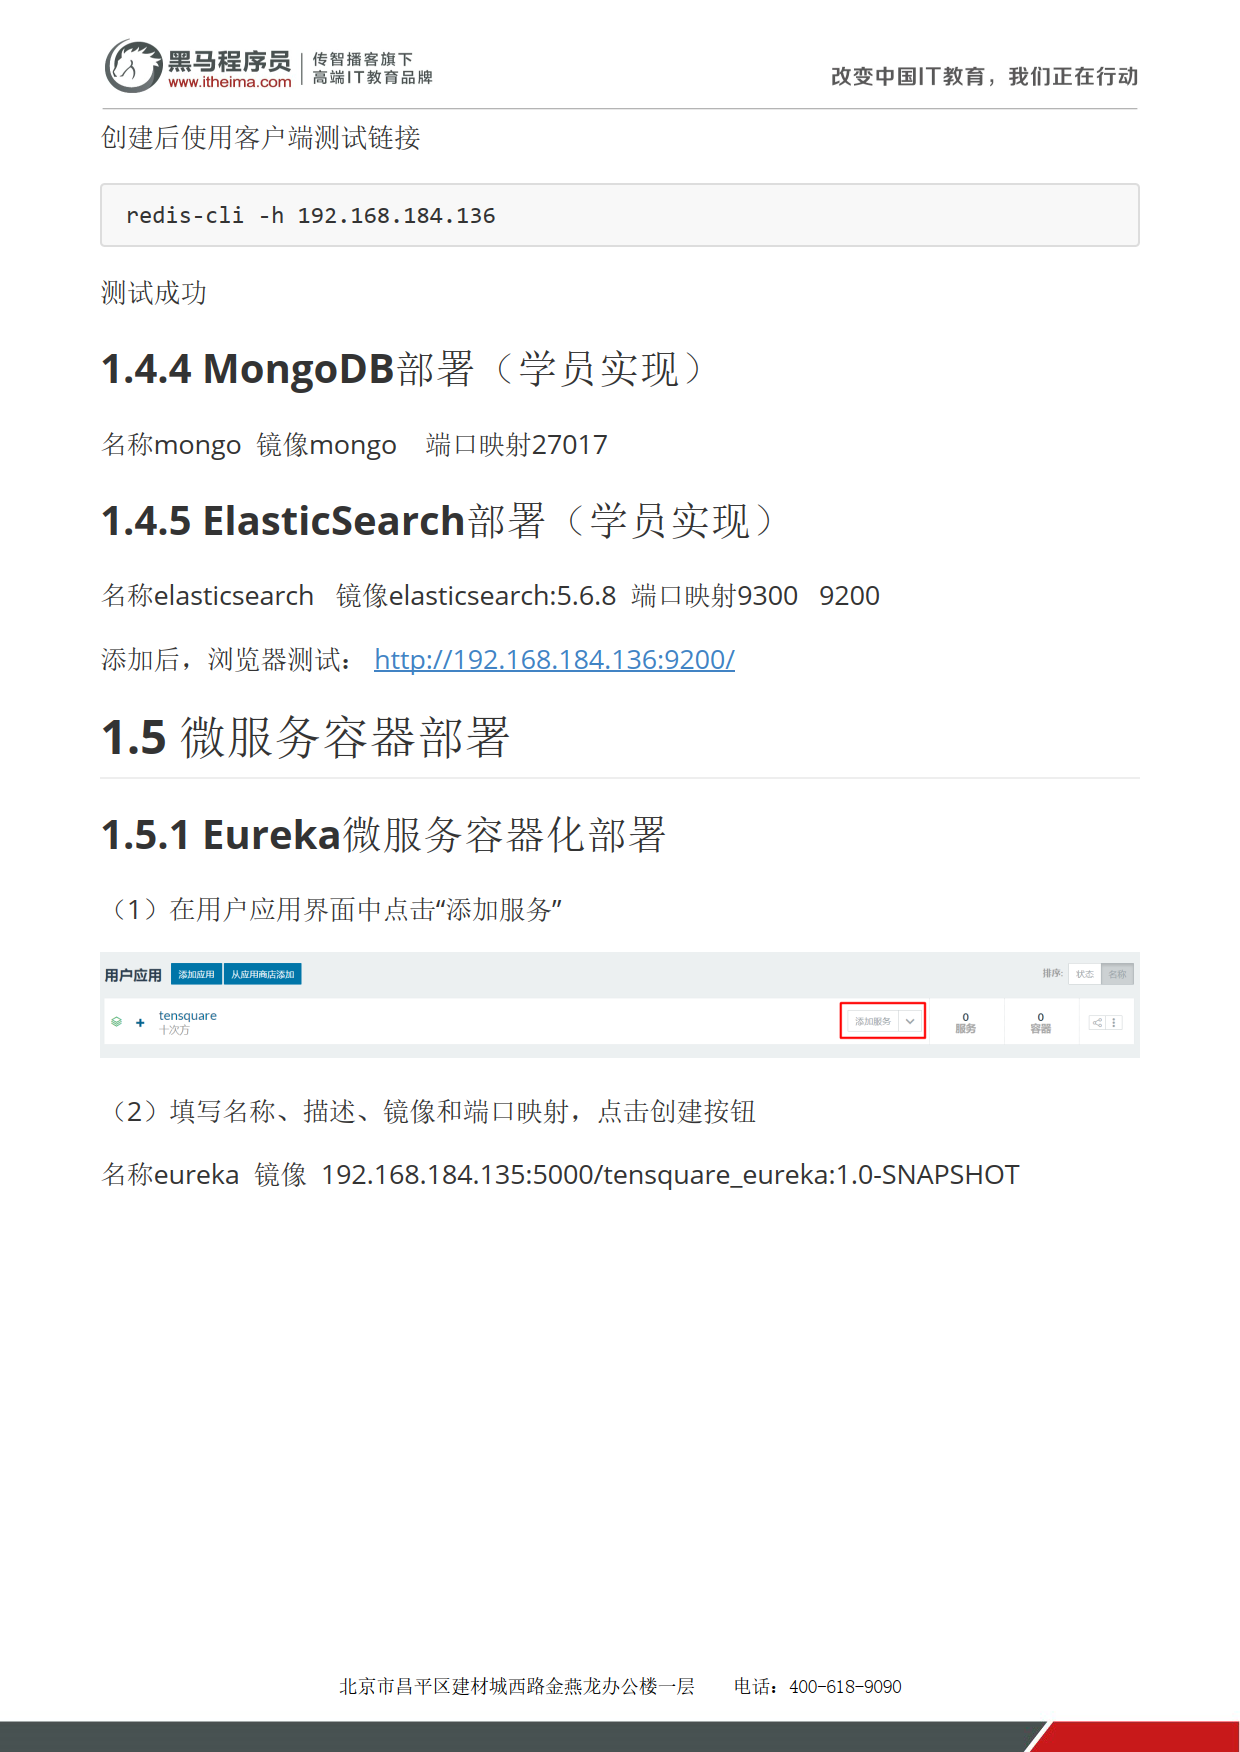 黑马程序员
www.itheima.com
传智播客旗下
高端IT教育品牌
改变中国IT教育，我们正在行动
创建后使用客户端测试链接
redis-cli -h 192.168.184.136
测试成功
1.4.4 MongoDB部署（学员实现）
名称mongo 镜像mongo 端口映射27017
1.4.5 ElasticSearch部署（学员实现）
名称elasticsearch 镜像elasticsearch:5.6.8 端口映射9300 9200
添加后，浏览器测试： http://192.168.184.136:9200/
1.5 微服务容器部署
1.5.1 Eureka微服务容器化部署
（1）在用户应用界面中点击“添加服务”
用户应用 添加应用 从应用商店添加 排序: 状态 名称
tensquare
十次方
添加服务
0
服务
0
容器
（2）填写名称、描述、镜像和端口映射，点击创建按钮
名称eureka 镜像 192.168.184.135:5000/tensquare_eureka:1.0-SNAPSHOT
北京市昌平区建材城西路金燕龙办公楼一层 电话：400-618-9090